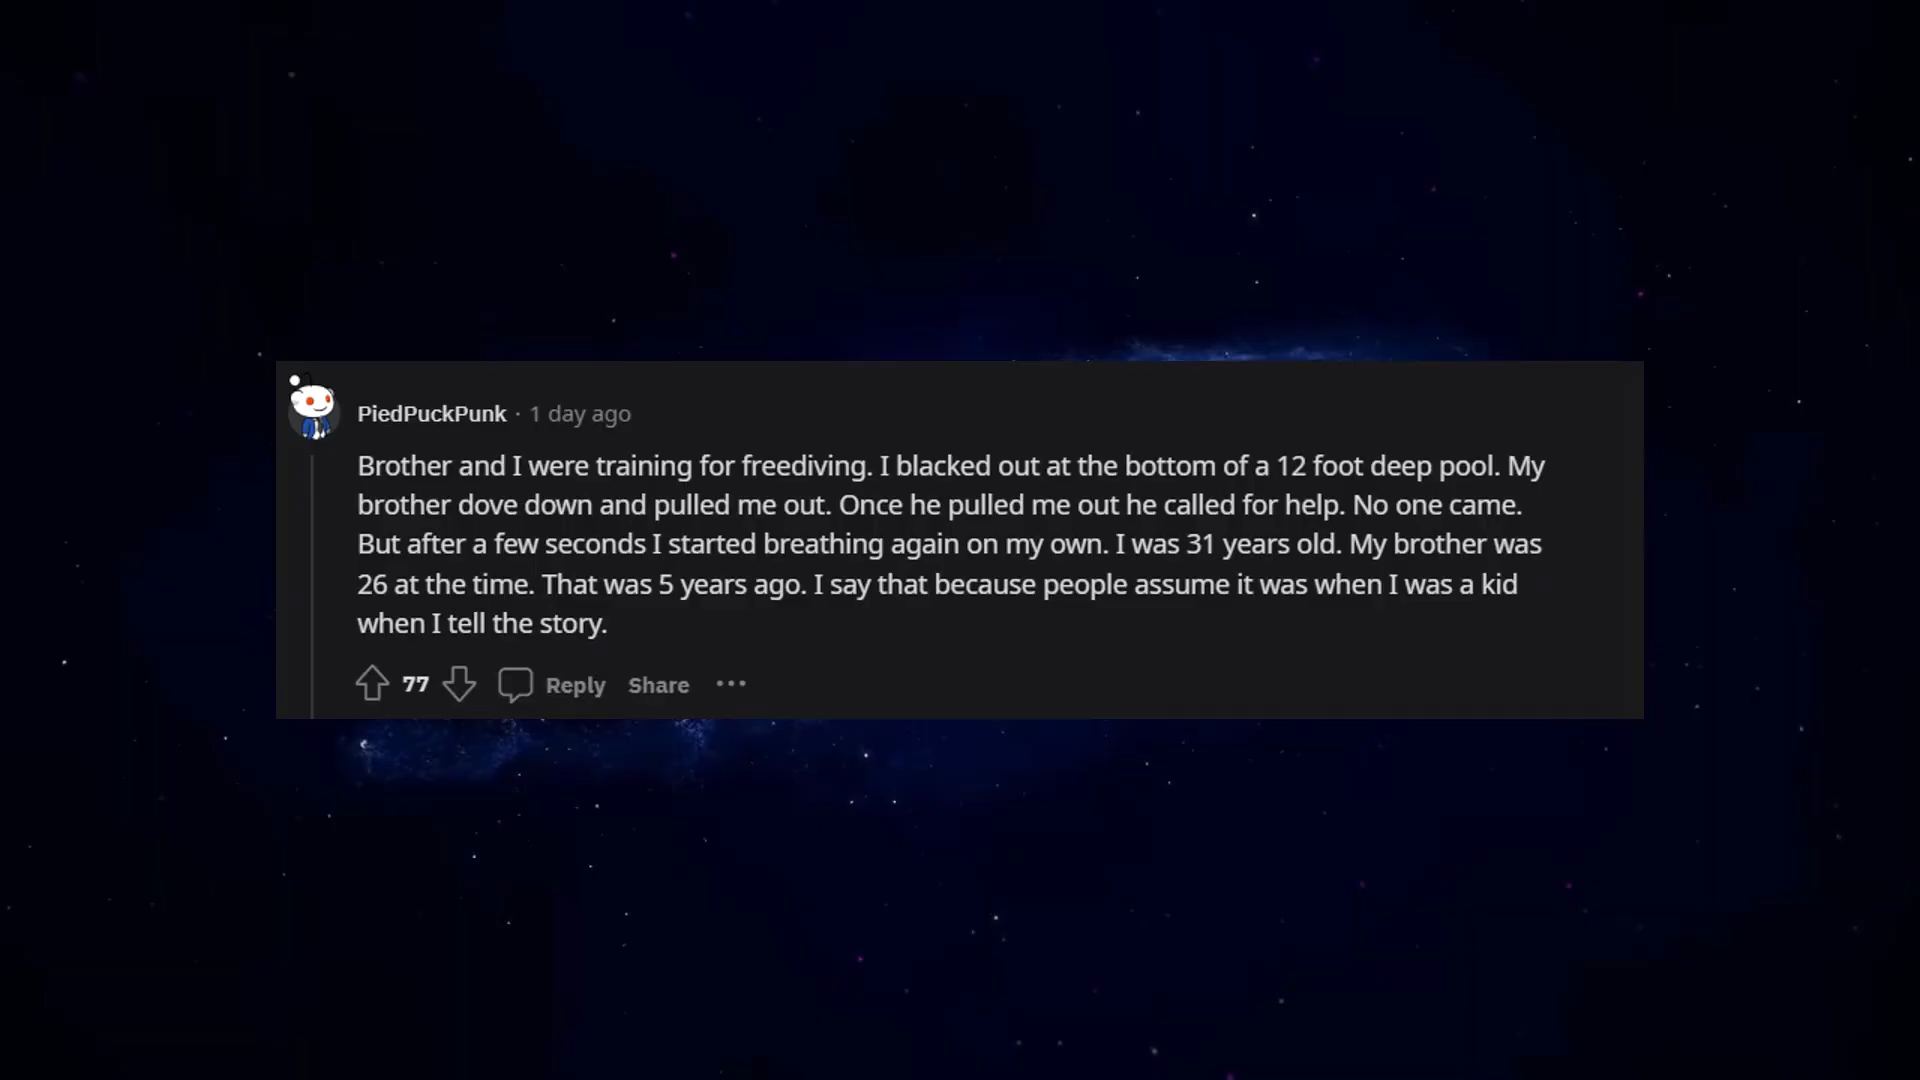 PiedPuckPunk · 1 day ago
Brother and I were training for freediving. I blacked out at the bottom of a 12 foot deep pool. My
brother dove down and pulled me out. Once he pulled me out he called for help. No one came.
But after a few seconds I started breathing again on my own. I was 31 years old. My brother was
26 at the time. That was 5 years ago. I say that because people assume it was when I was a kid
when I tell the story.
77 Reply Share ···